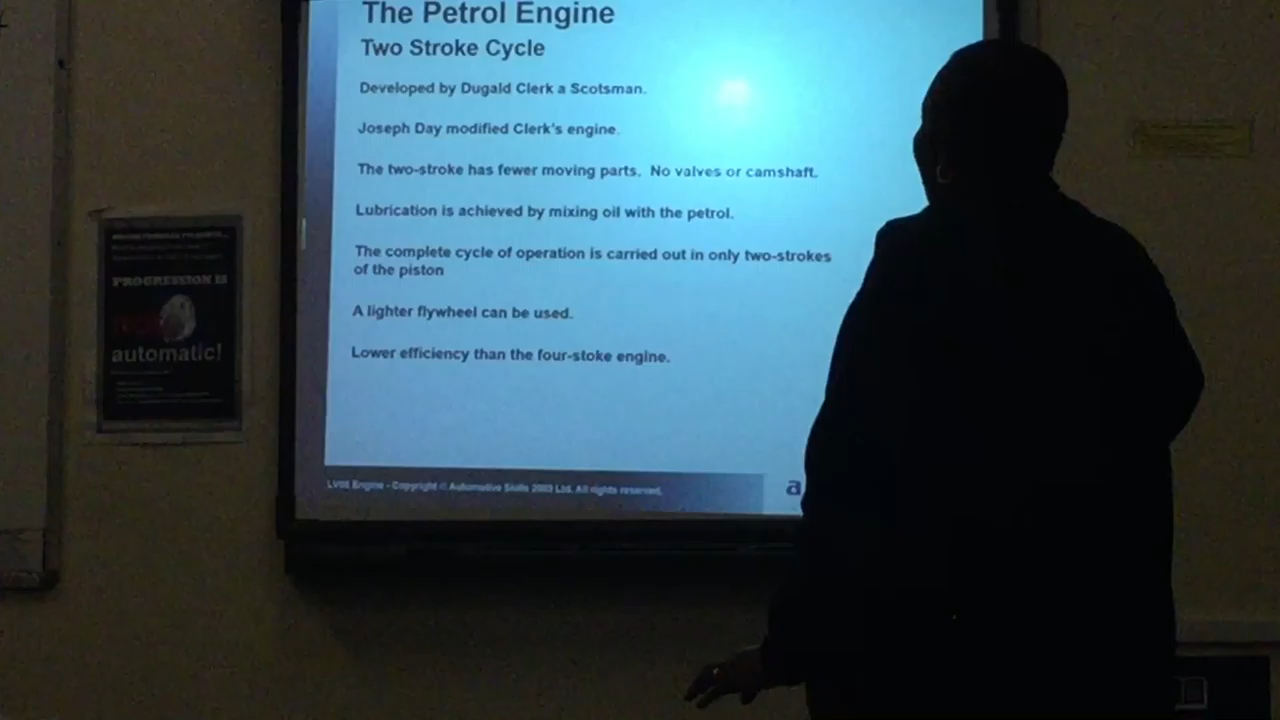 The Petrol Engine
Two Stroke Cycle
Developed by Dugald Clerk a Scotsman.
Joseph Day modified Clerk's engine.
The two-stroke has fewer moving parts. No valves or camshaft.
Lubrication is achieved by mixing oil with the petrol.
The complete cycle of operation is carried out in only two-strokes
of the piston
A lighter flywheel can be used.
Lower efficiency than the four-stoke engine.
Engine - Copyright © Automotive Skills 2003 Ltd. All rights reserved.
a
PROGRESSION IS
automatic!